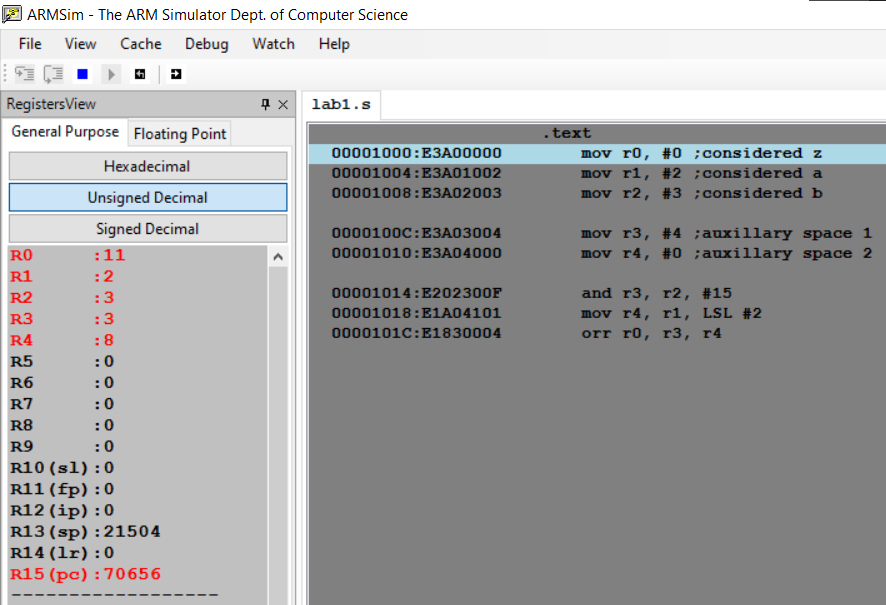 ARMSim - The ARM Simulator Dept. of Computer Science
File View Cache Debug Watch Help
RegistersView
General Purpose Floating Point
Hexadecimal
Unsigned Decimal
Signed Decimal
R0 :11
R1 :2
R2 :3
R3 :3
R4 :8
R5 :0
R6 :0
R7 :0
R8 :0
R9 :0
R10(sl):0
R11(fp):0
R12(ip):0
R13(sp):21504
R14(lr):0
R15(pc):70656
------------------
lab1.s
.text
00001000:E3A00000 mov r0, #0 ;considered z
00001004:E3A01002 mov r1, #2 ;considered a
00001008:E3A02003 mov r2, #3 ;considered b
0000100C:E3A03004 mov r3, #4 ;auxillary space 1
00001010:E3A04000 mov r4, #0 ;auxillary space 2
00001014:E202300F and r3, r2, #15
00001018:E1A04101 mov r4, r1, LSL #2
0000101C:E1830004 orr r0, r3, r4